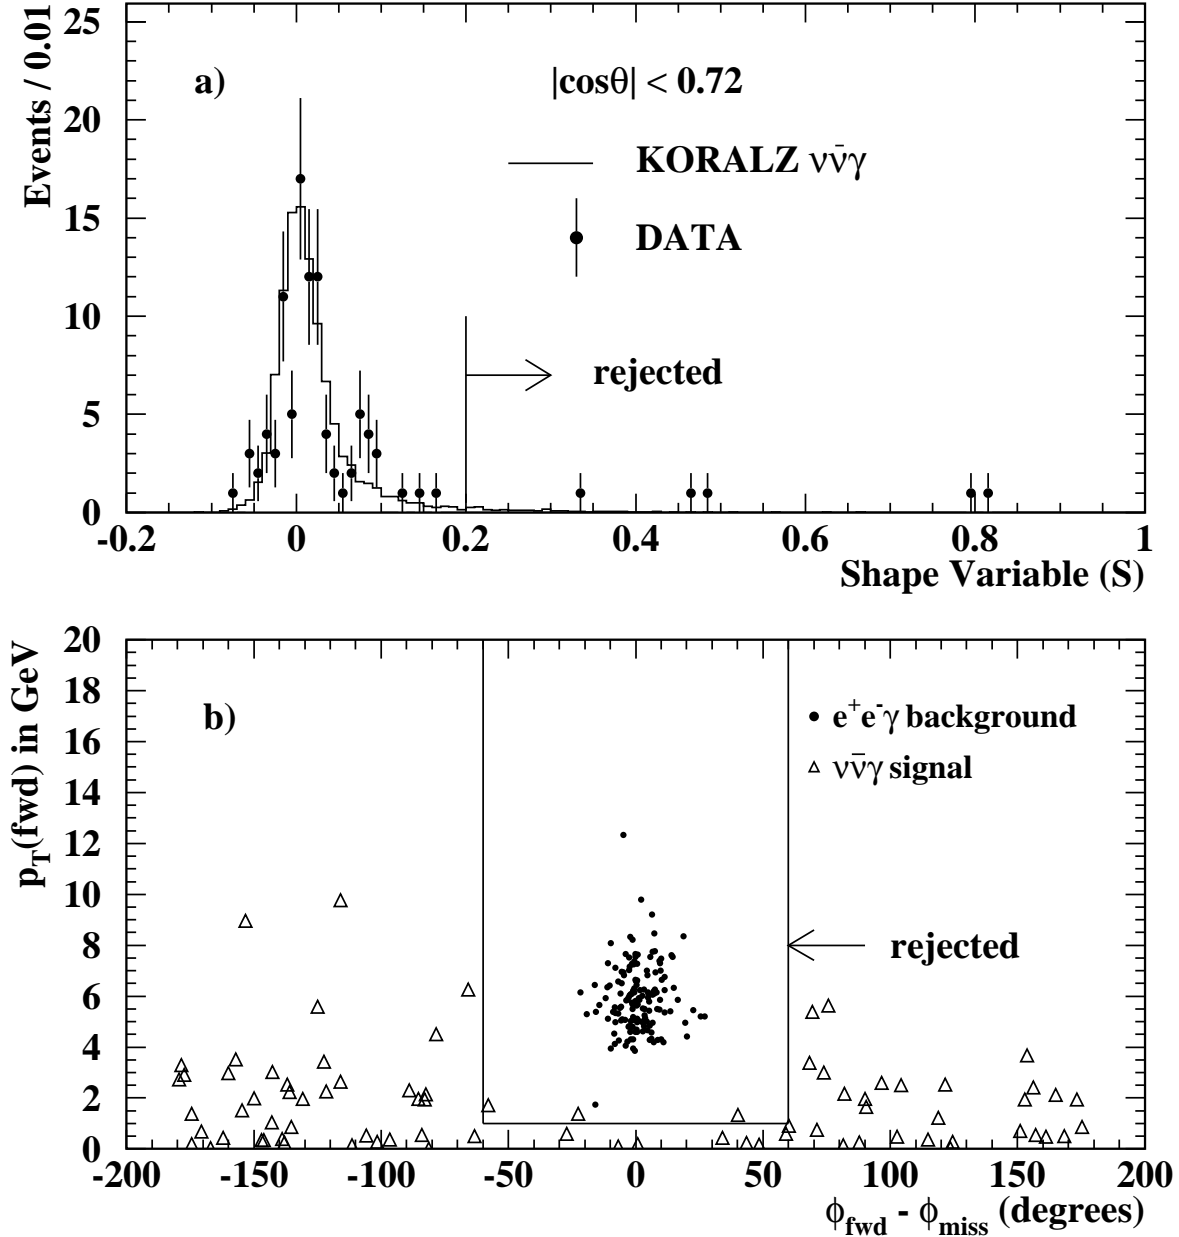 Events / 0.01
25
20
15
10
5
0
a)
|cosθ| < 0.72
KORALZ νν̄γ
DATA
rejected
-0.2 0 0.2 0.4 0.6 0.8 1
Shape Variable (S)
p_T(fwd) in GeV
20
18
16
14
12
10
8
6
4
2
0
b)
e⁺e⁻γ background
νν̄γ signal
rejected
-200 -150 -100 -50 0 50 100 150 200
ϕ_fwd - ϕ_miss (degrees)